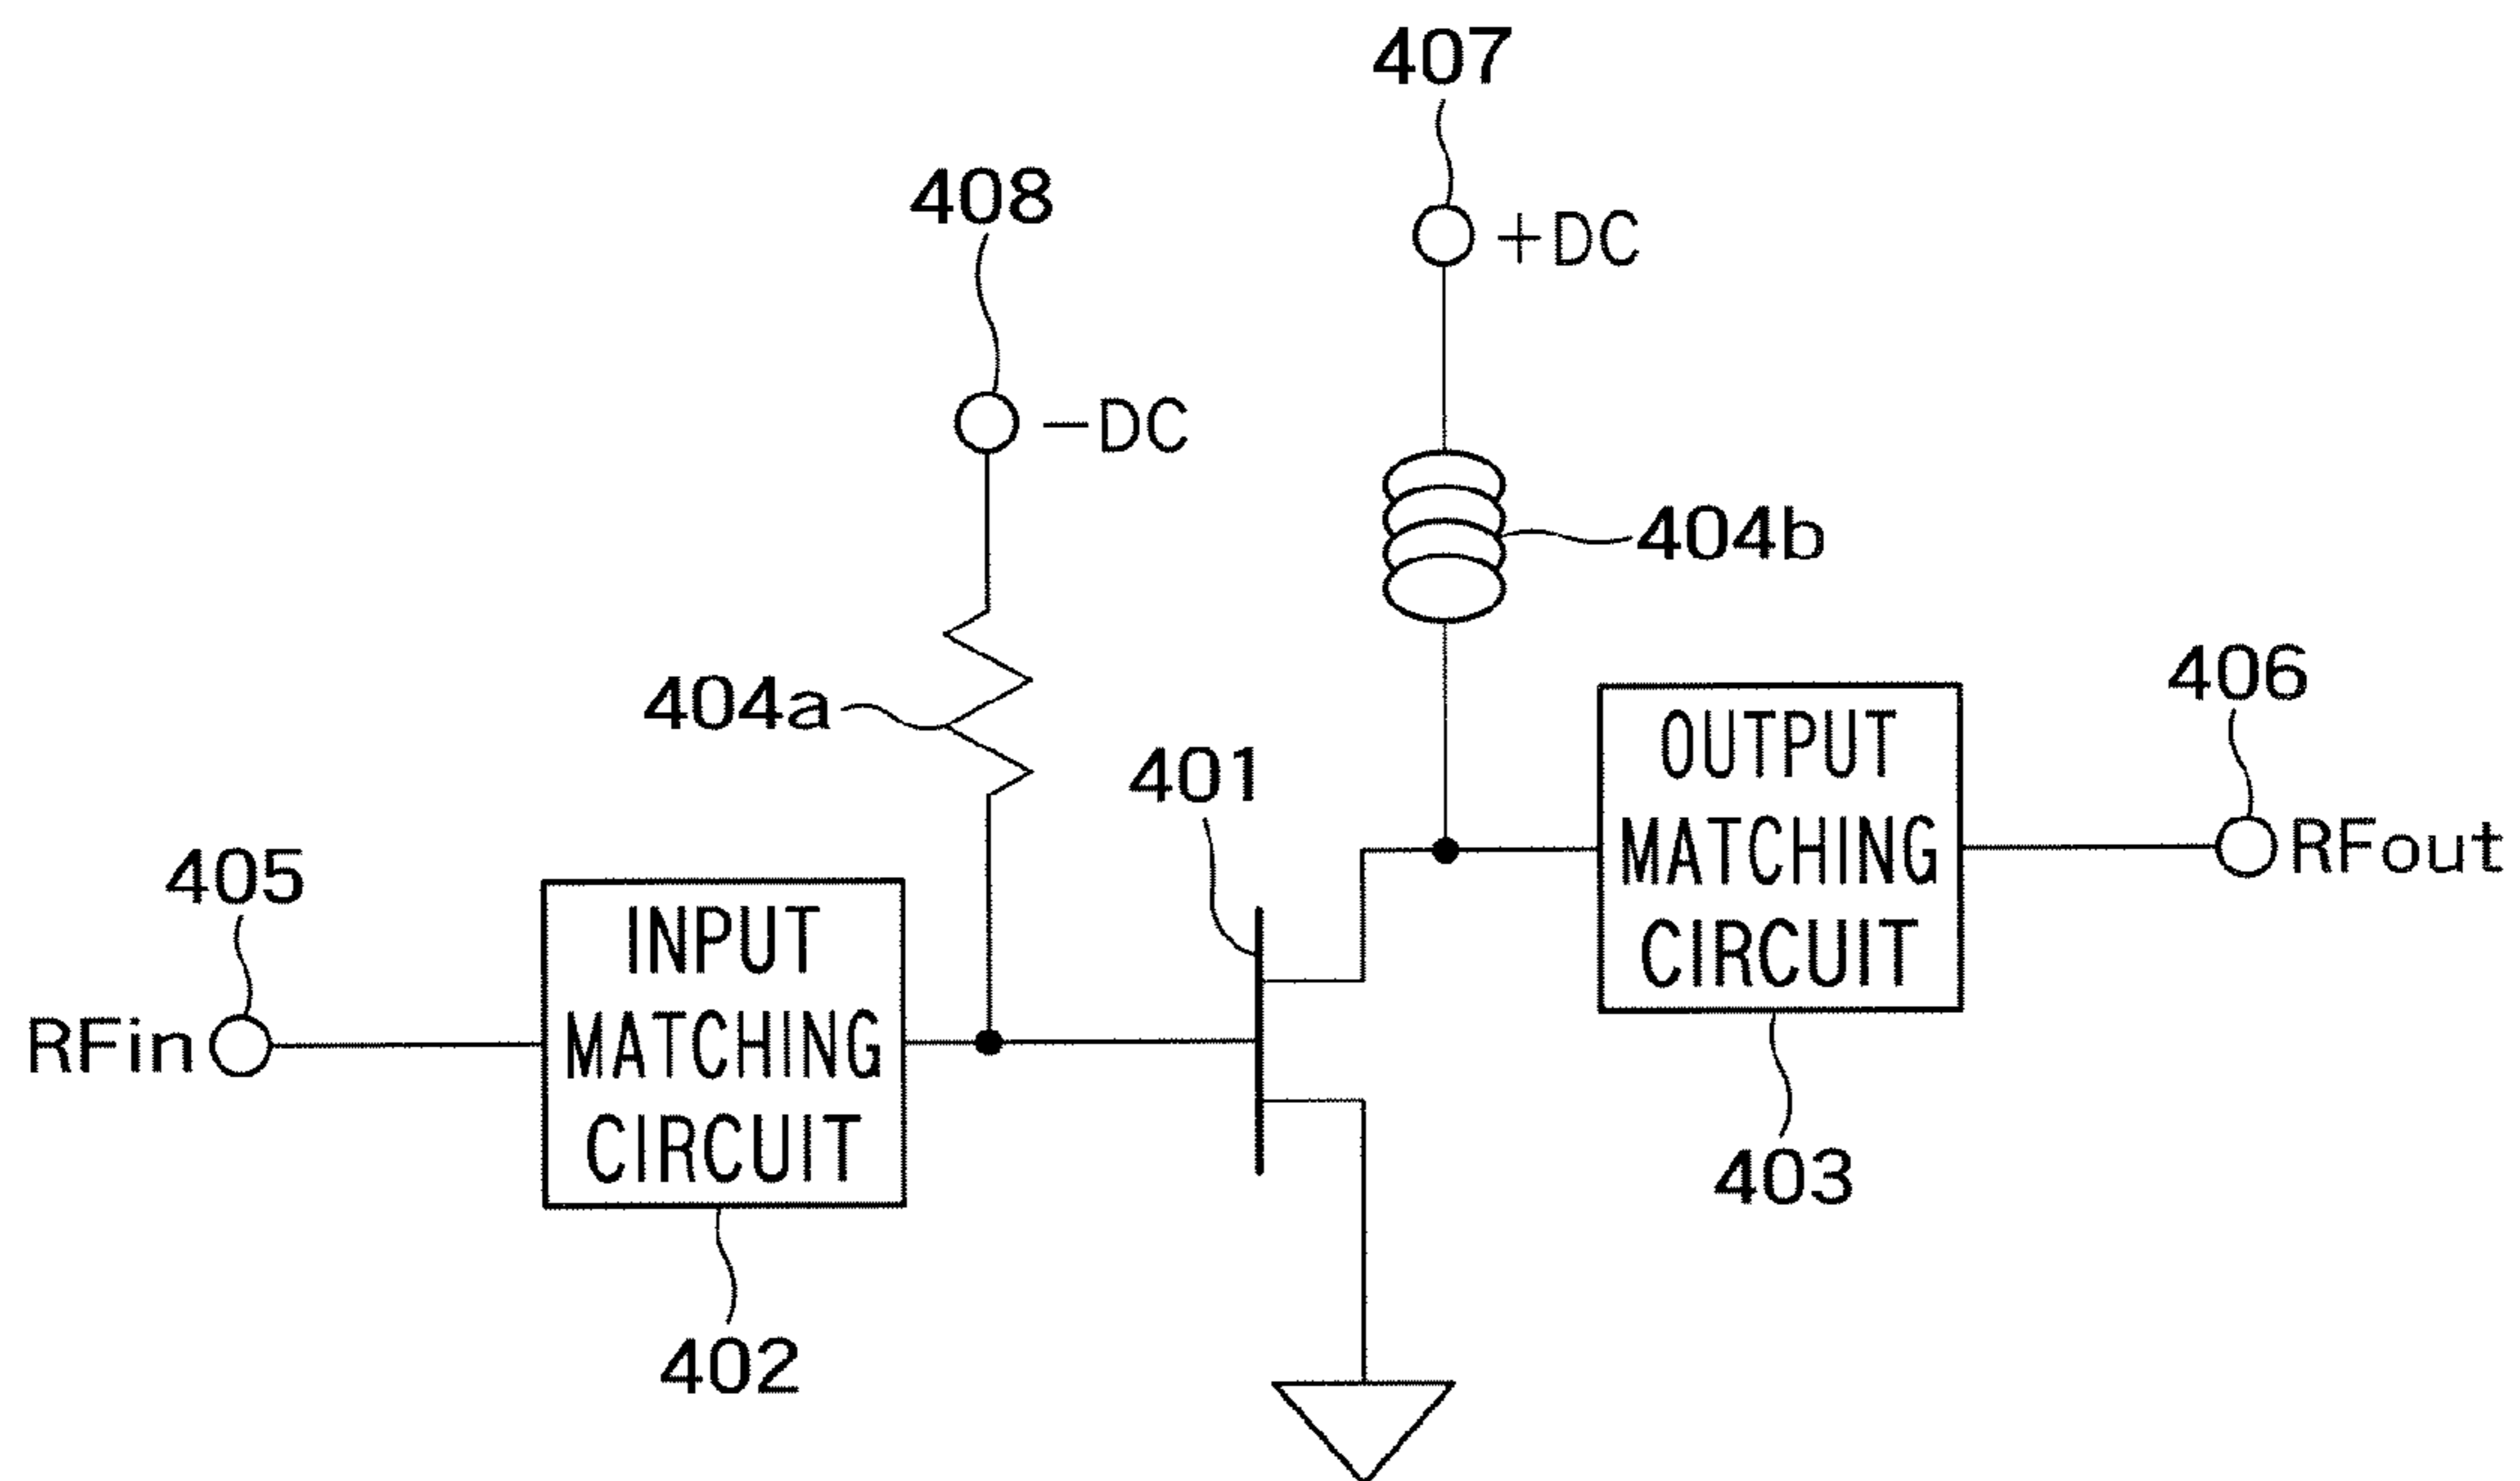 407
408
+DC
−DC
404b
404a
406
401
OUTPUT
MATCHING
CIRCUIT
RFout
405
INPUT
MATCHING
CIRCUIT
RFin
403
402